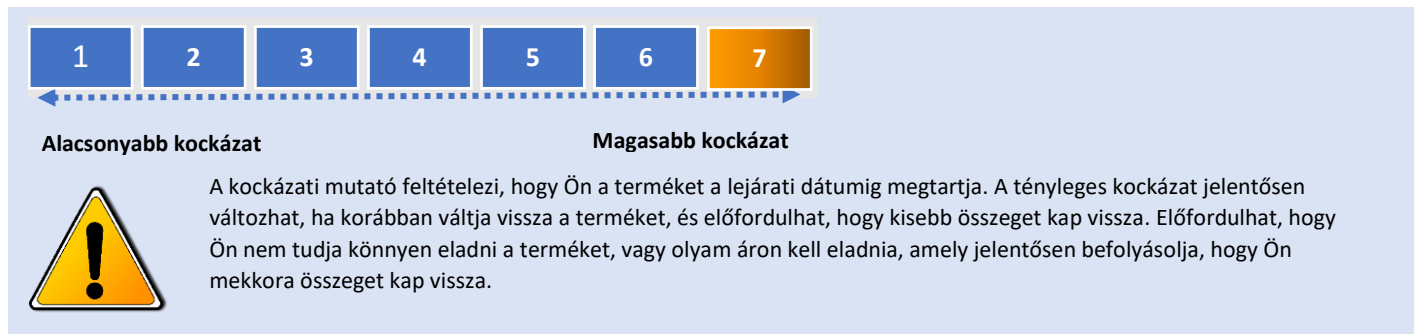 1 2 3 4 5 6 7
Alacsonyabb kockázat Magasabb kockázat
A kockázati mutató feltételezi, hogy Ön a terméket a lejárati dátumig megtartja. A tényleges kockázat jelentősen
változhat, ha korábban váltja vissza a terméket, és előfordulhat, hogy kisebb összeget kap vissza. Előfordulhat, hogy
Ön nem tudja könnyen eladni a terméket, vagy olyam áron kell eladnia, amely jelentősen befolyásolja, hogy Ön
mekkora összeget kap vissza.